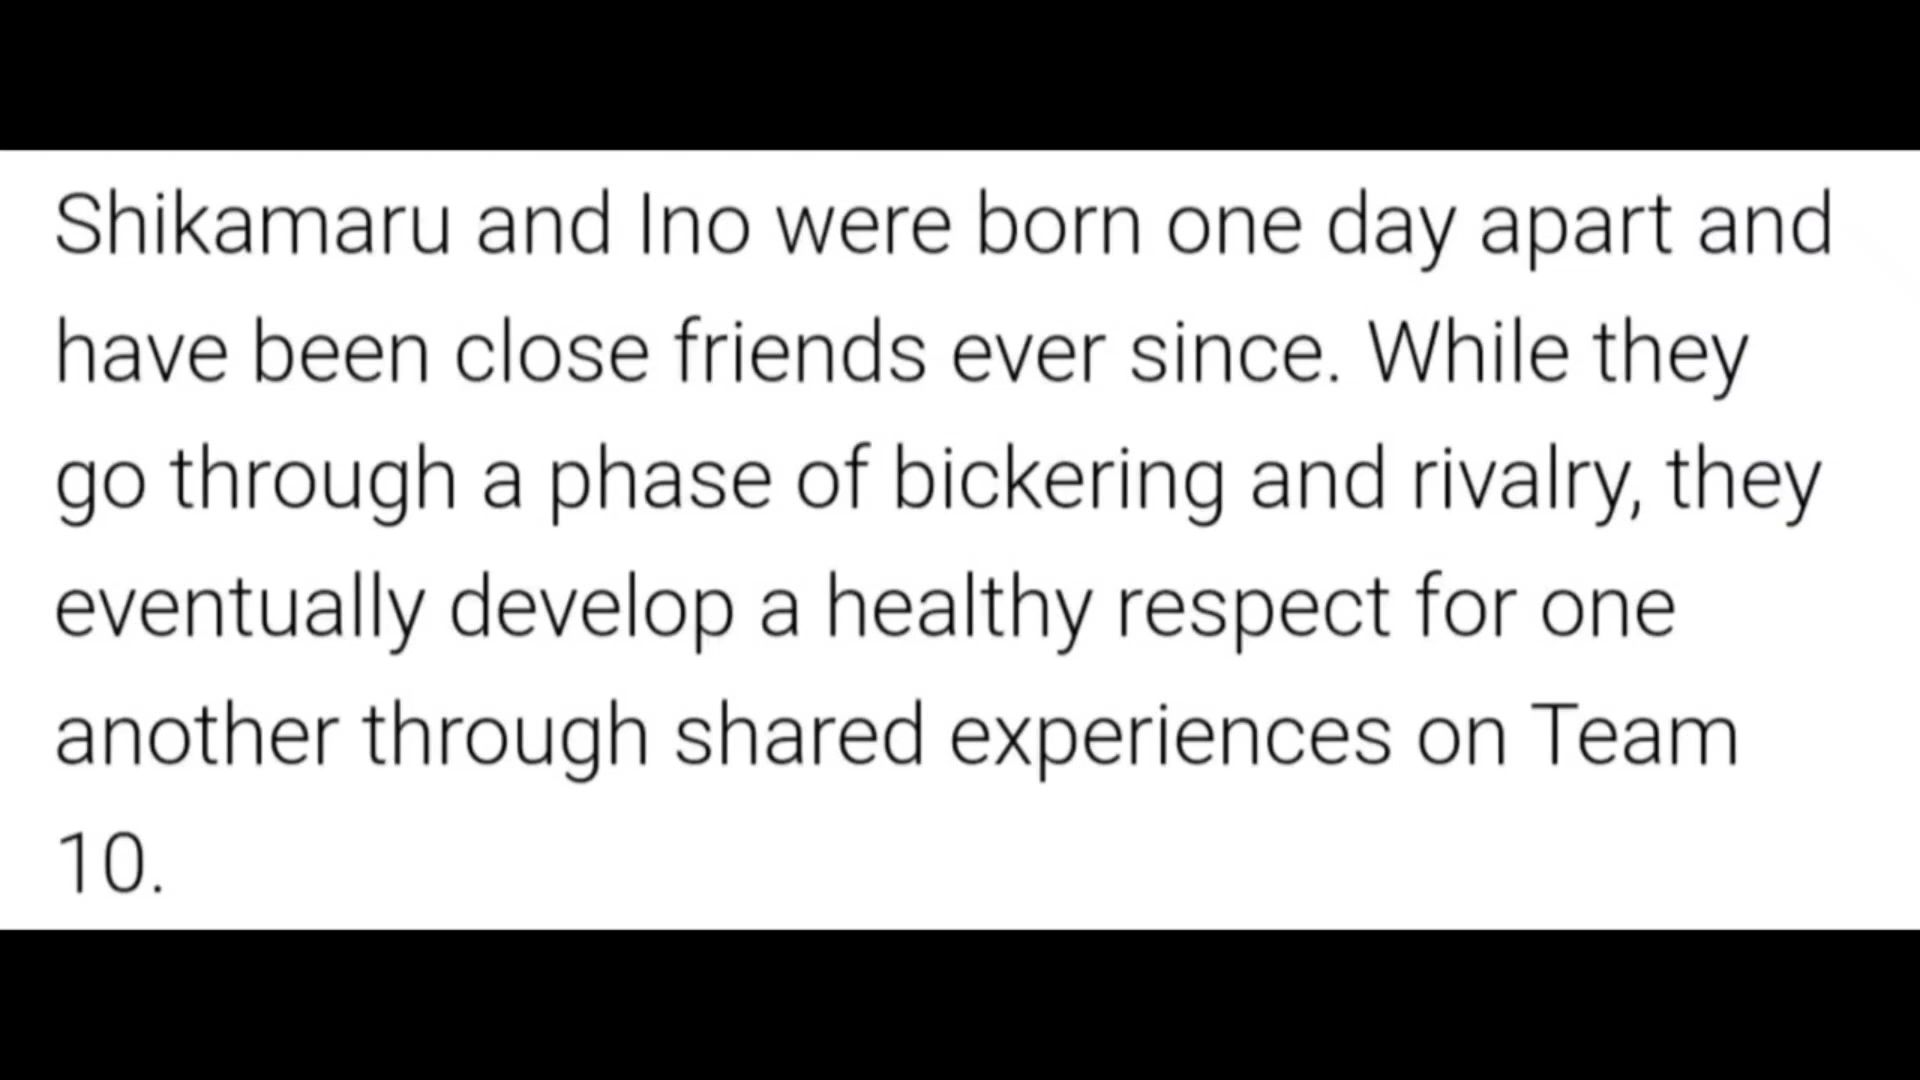 Shikamaru and Ino were born one day apart and
have been close friends ever since. While they
go through a phase of bickering and rivalry, they
eventually develop a healthy respect for one
another through shared experiences on Team
10.